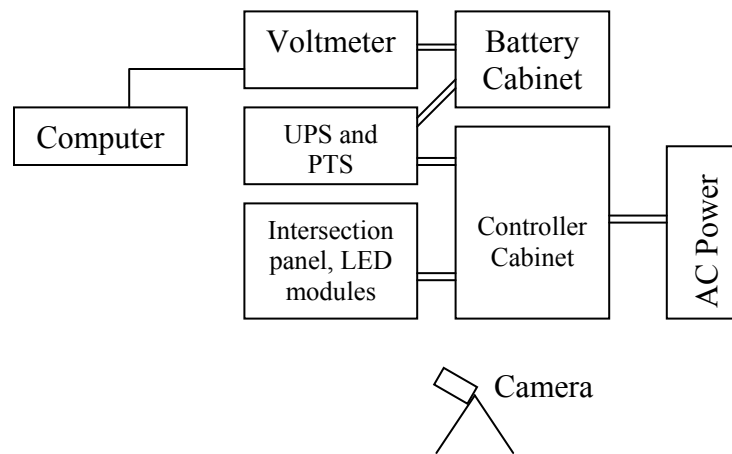 Voltmeter
Battery
Cabinet
Computer
UPS and
PTS
Intersection
panel, LED
modules
Controller
Cabinet
AC Power
Camera